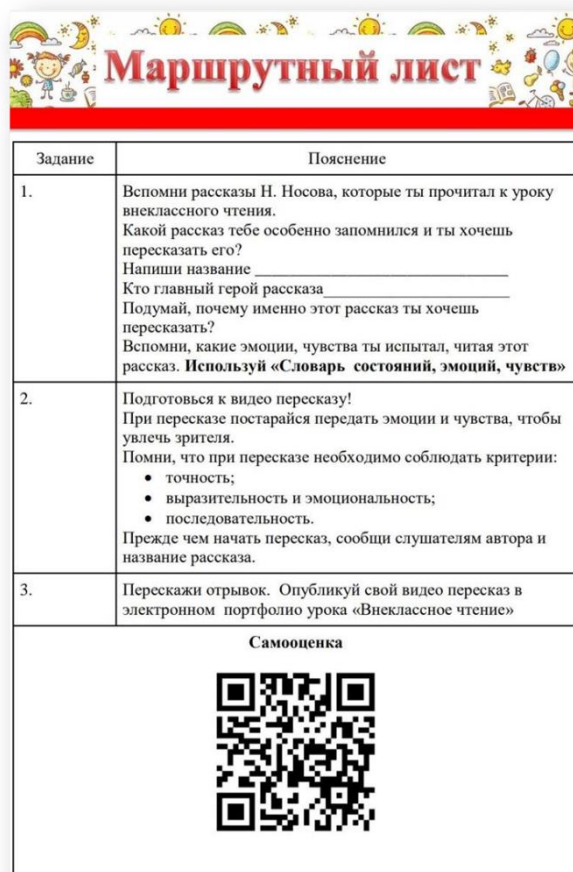 Маршрутный лист
Задание
Пояснение
1.
Вспомни рассказы Н. Носова, которые ты прочитал к уроку
внеклассного чтения.
Какой рассказ тебе особенно запомнился и ты хочешь
пересказать его?
Напиши название ________________________________
Кто главный герой рассказа________________________
Подумай, почему именно этот рассказ ты хочешь
пересказать?
Вспомни, какие эмоции, чувства ты испытал, читая этот
рассказ. Используй «Словарь состояний, эмоций, чувств»
2.
Подготовься к видео пересказу!
При пересказе постарайся передать эмоции и чувства, чтобы
увлечь зрителя.
Помни, что при пересказе необходимо соблюдать критерии:
• точность;
• выразительность и эмоциональность;
• последовательность.
Прежде чем начать пересказ, сообщи слушателям автора и
название рассказа.
3.
Перескажи отрывок. Опубликуй свой видео пересказ в
электронном портфолио урока «Внеклассное чтение»
Самооценка